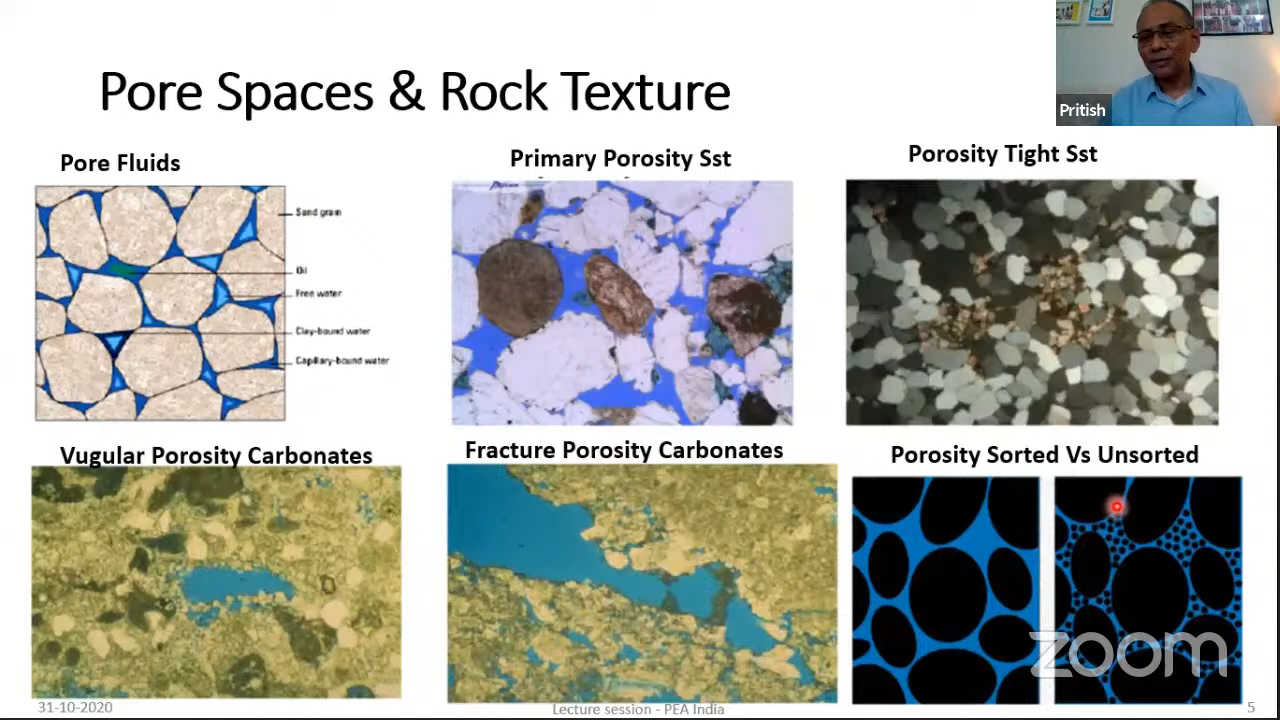 Pore Spaces & Rock Texture
Pritish
Pore Fluids
Primary Porosity Sst
Porosity Tight Sst
Sand grain
Oil
Free water
Clay-bound water
Capillary-bound water
Vugular Porosity Carbonates
Fracture Porosity Carbonates
Porosity Sorted Vs Unsorted
zoom
31-10-2020
Lecture session - PEA India
5